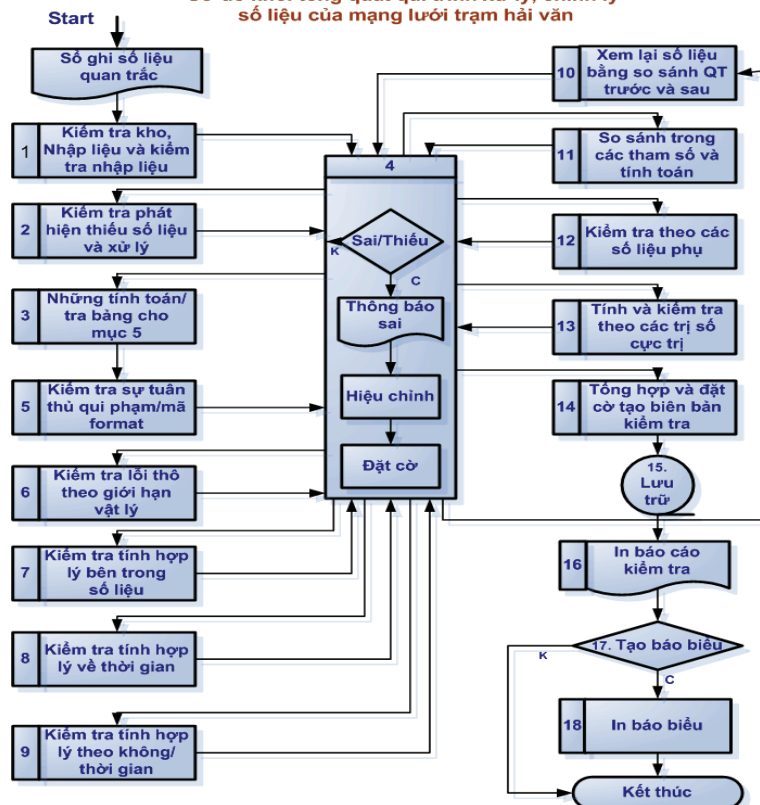 số liệu của mạng lưới trạm hải văn
Start
Sổ ghi số liệu
quan trắc
1
Kiểm tra kho,
Nhập liệu và kiểm
tra nhập liệu
2
Kiểm tra phát
hiện thiếu số liệu
và xử lý
3
Những tính toán/
tra bảng cho
mục 5
5
Kiểm tra sự tuân
thủ qui phạm/mã
format
6
Kiểm tra lỗi thô
theo giới hạn
vật lý
7
Kiểm tra tính hợp
lý bên trong
số liệu
8
Kiểm tra tính hợp
lý về thời gian
9
Kiểm tra tính hợp
lý theo không/
thời gian
4
Sai/Thiếu
K
C
Thông báo
sai
Hiệu chỉnh
Đặt cờ
10
Xem lại số liệu
bằng so sánh QT
trước và sau
11
So sánh trong
các tham số và
tính toán
12
Kiểm tra theo các
số liệu phụ
13
Tính và kiểm tra
theo các trị số
cực trị
14
Tổng hợp và đặt
cờ tạo biên bản
kiểm tra
15.
Lưu
trữ
16
In báo cáo
kiểm tra
17. Tạo báo biểu
K
C
18
In báo biểu
Kết thúc